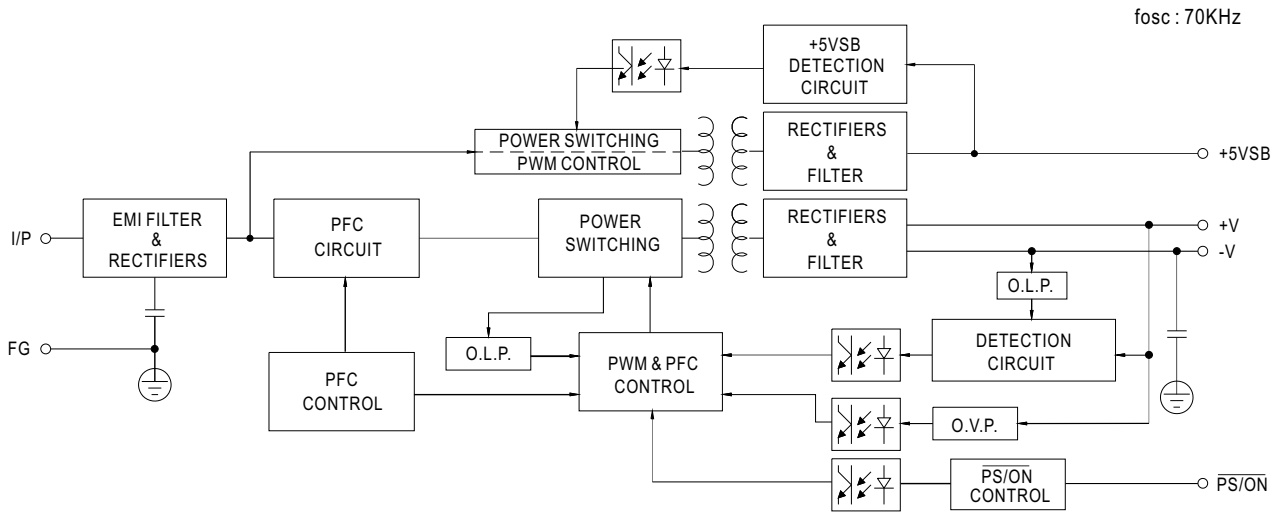 fosc : 70KHz
+5VSB
DETECTION
CIRCUIT
POWER SWITCHING
PWM CONTROL
RECTIFIERS
&
FILTER
+5VSB
I/P
EMI FILTER
&
RECTIFIERS
PFC
CIRCUIT
POWER
SWITCHING
RECTIFIERS
&
FILTER
+V
-V
O.L.P.
FG
O.L.P.
PFC
CONTROL
PWM & PFC
CONTROL
DETECTION
CIRCUIT
O.V.P.
PS/ON
CONTROL
PS/ON